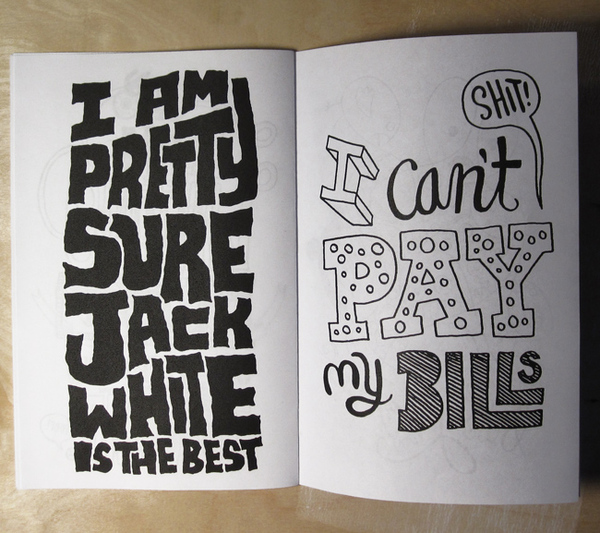 I AM
PRETTY
SURE
JACK
WHITE
IS THE BEST
SHIT!
I can't
PAY
my BILLS